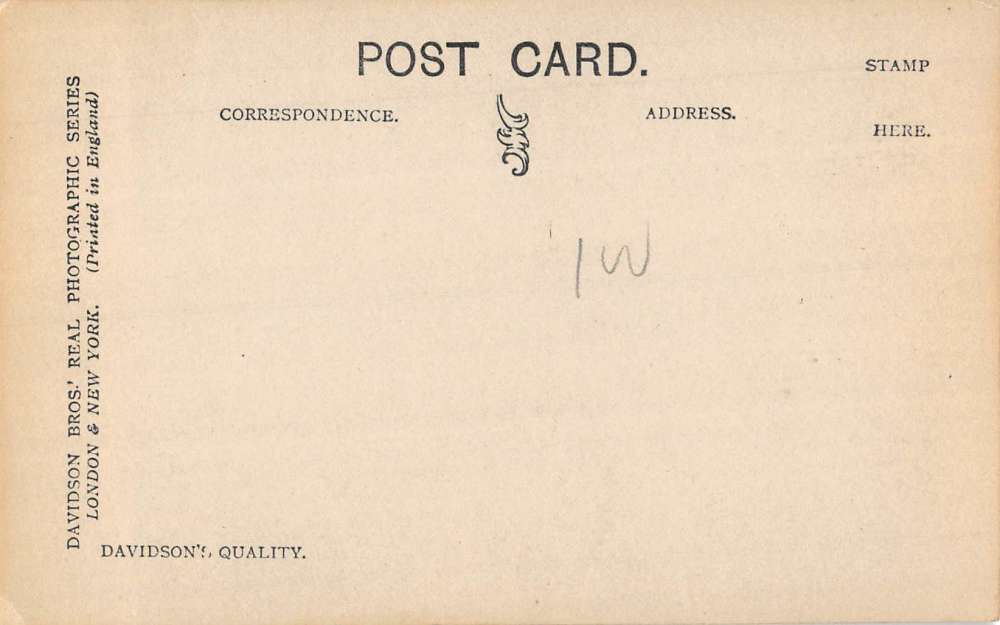 POST CARD.
STAMP
HERE.
CORRESPONDENCE.
ADDRESS.
DAVIDSON BROS.' REAL PHOTOGRAPHIC SERIES
LONDON & NEW YORK. (Printed in England)
1W
DAVIDSON'S QUALITY.